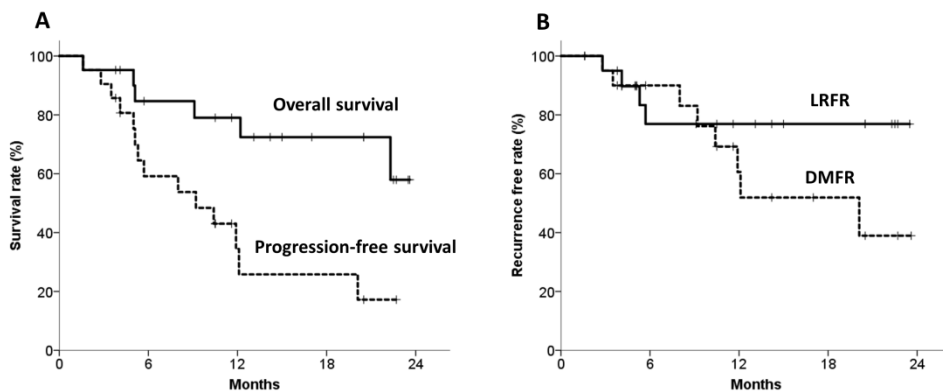 A
Survival rate (%)
100
80
60
40
20
0
Overall survival
Progression-free survival
0 6 12 18 24
Months
B
Recurrence free rate (%)
100
80
60
40
20
0
LRFR
DMFR
0 6 12 18 24
Months